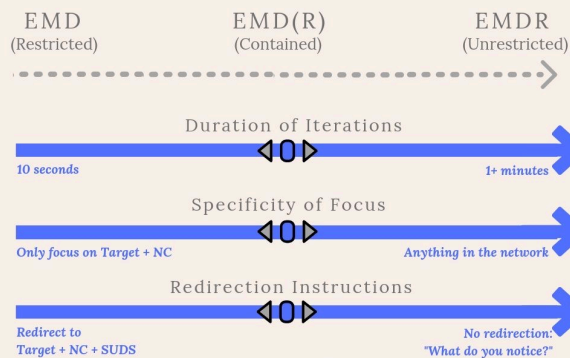 EMD EMD(R) EMDR
(Restricted) (Contained) (Unrestricted)
Duration of Iterations
10 seconds 1+ minutes
Specificity of Focus
Only focus on Target + NC Anything in the network
Redirection Instructions
Redirect to No redirection:
Target + NC + SUDS "What do you notice?"